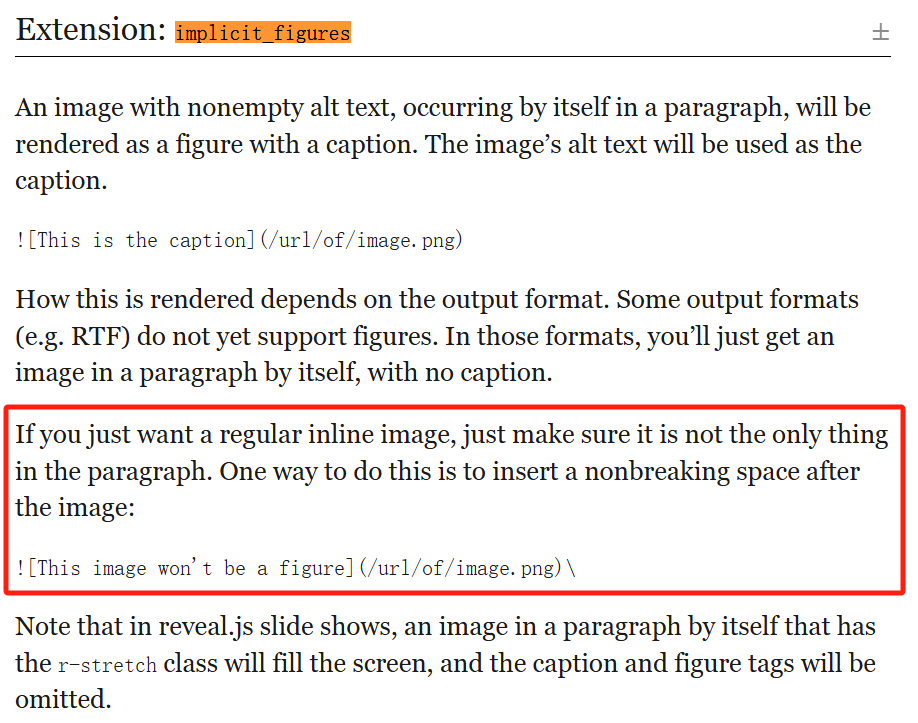 Extension: implicit_figures ±
An image with nonempty alt text, occurring by itself in a paragraph, will be
rendered as a figure with a caption. The image’s alt text will be used as the
caption.
![This is the caption](/url/of/image.png)
How this is rendered depends on the output format. Some output formats
(e.g. RTF) do not yet support figures. In those formats, you’ll just get an
image in a paragraph by itself, with no caption.
If you just want a regular inline image, just make sure it is not the only thing
in the paragraph. One way to do this is to insert a nonbreaking space after
the image:
![This image won’t be a figure](/url/of/image.png)\
Note that in reveal.js slide shows, an image in a paragraph by itself that has
the r-stretch class will fill the screen, and the caption and figure tags will be
omitted.